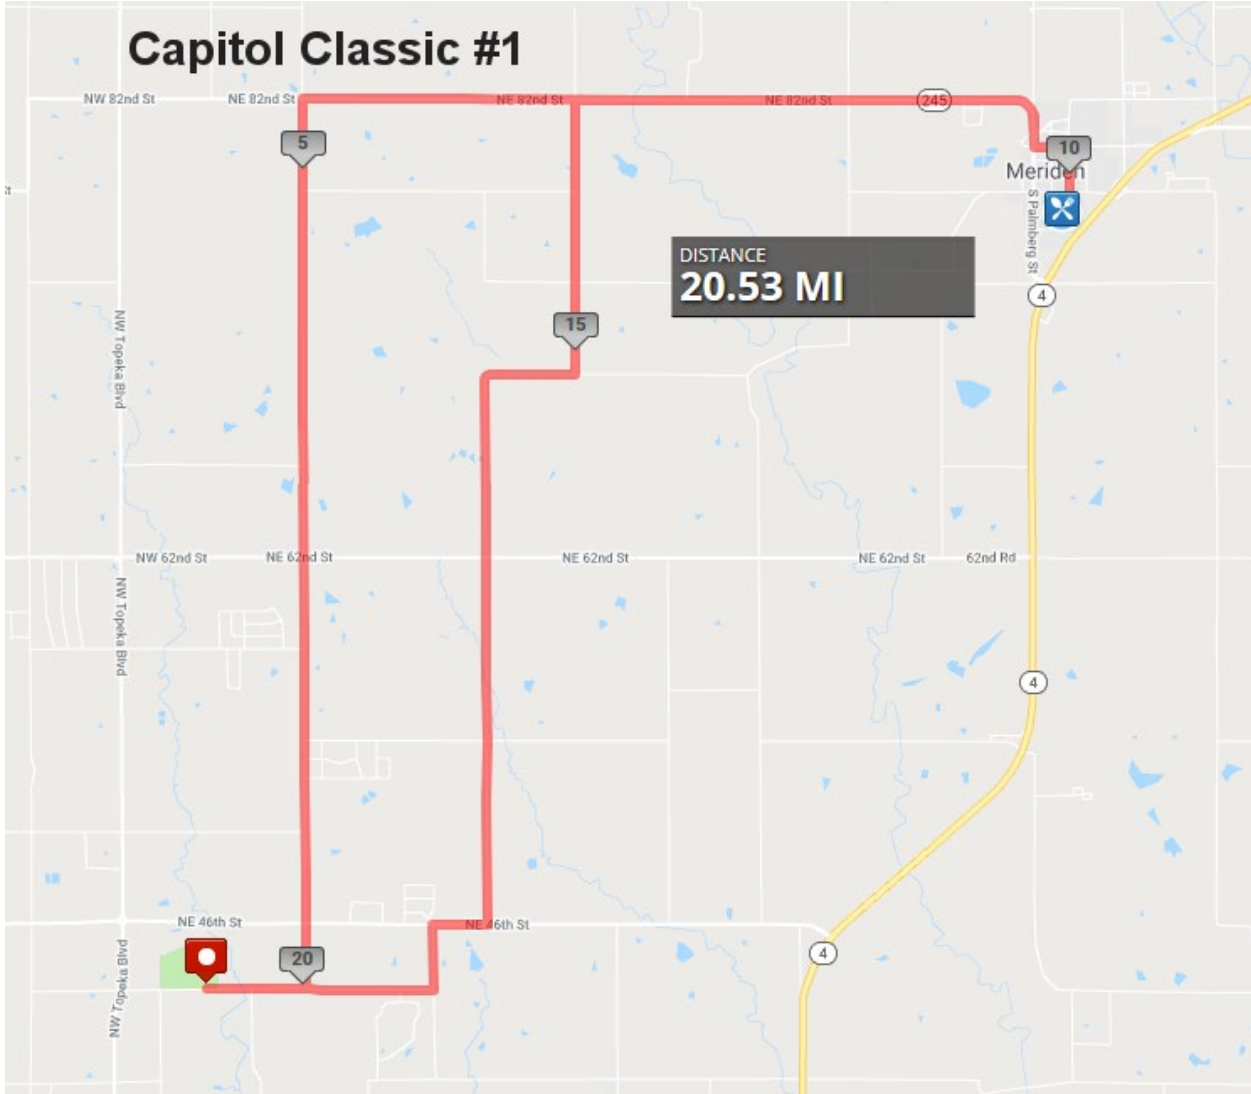 Capitol Classic #1
NW 82nd St
NE 82nd St
NE 82nd St
NE 82nd St
245
5
10
Meriden
St
S Palmberg St
DISTANCE
20.53 MI
4
15
NW Topeka Blvd
NW 62nd St
NE 62nd St
NE 62nd St
NE 62nd St
62nd Rd
NW Topeka Blvd
4
NE 46th St
NE 46th St
20
4
NW Topeka Blvd